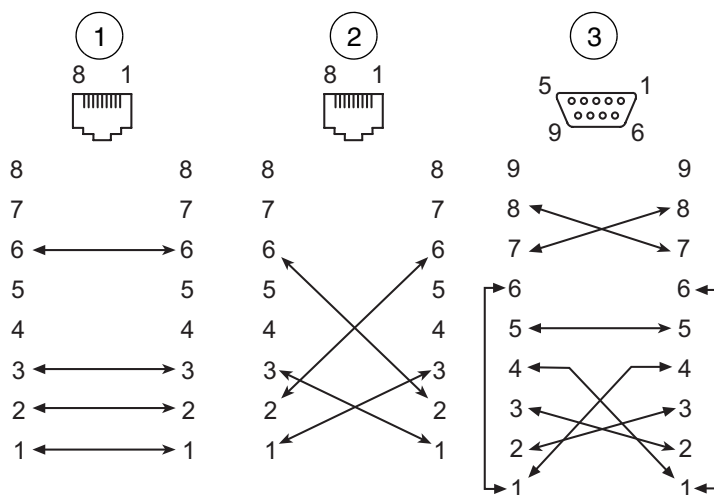 1 2 3
8 1 8 1 5 1
9 6
8 8 8 8 9 9
7 7 7 7 8 8
6 6 6 6 7 7
5 5 5 5 6 6
4 4 4 4 5 5
3 3 3 3 4 4
2 2 2 2 3 3
1 1 1 1 2 2
1 1